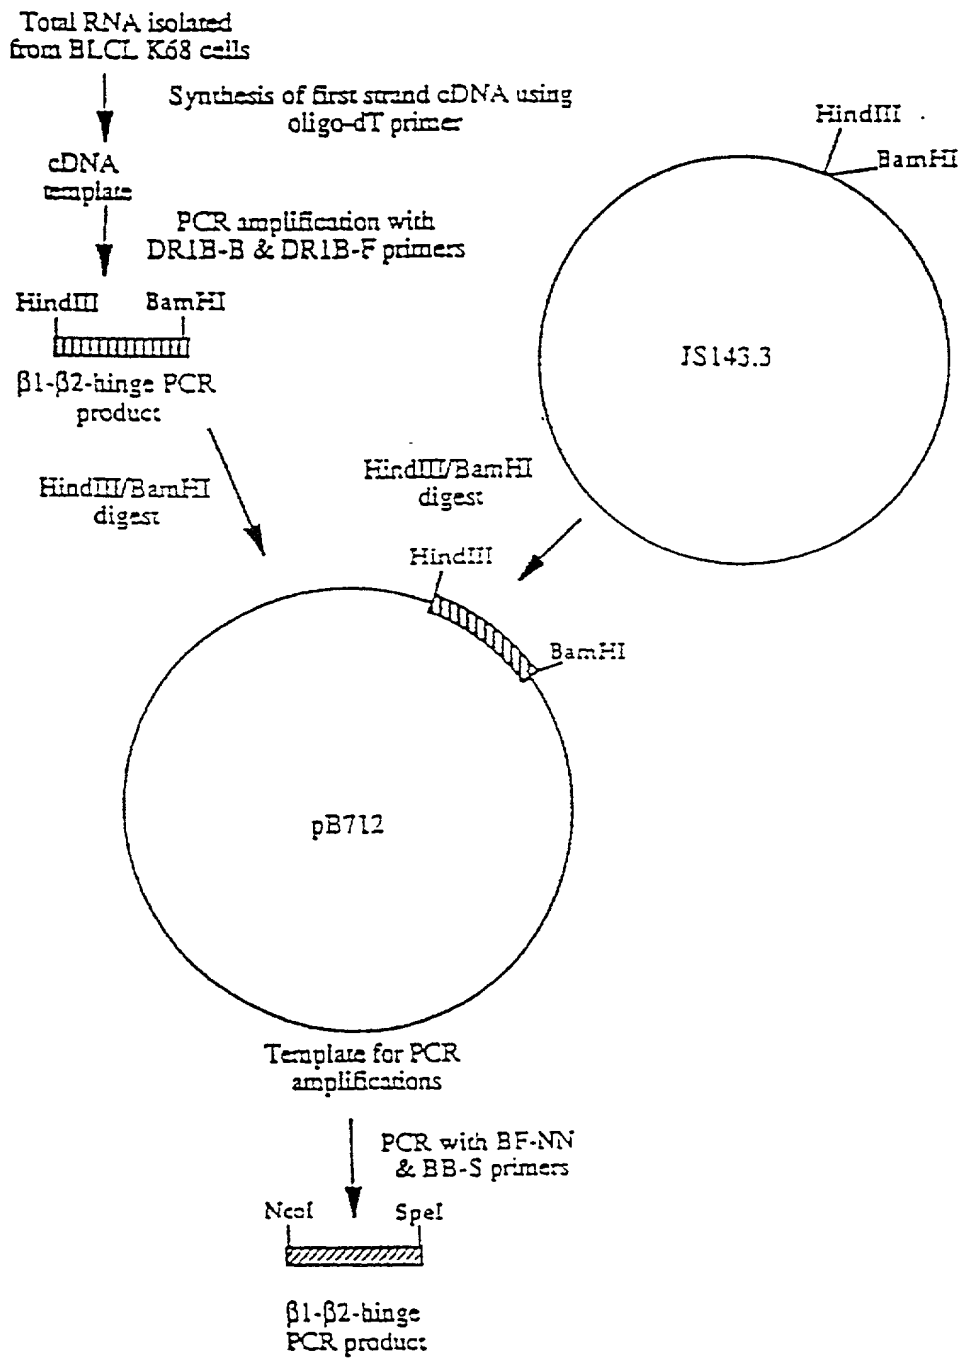 Total RNA isolated
from BLCL K68 cells
Synthesis of first strand cDNA using
oligo-dT primer
cDNA
template
PCR amplification with
DR1B-B & DR1B-F primers
HindIII
BamHI
β1-β2-hinge PCR
product
HindIII/BamHI
digest
HindIII
BamHI
JS143.3
HindIII/BamHI
digest
HindIII
BamHI
pB712
Template for PCR
amplifications
PCR with BF-NN
& BB-S primers
NcoI
SpeI
β1-β2-hinge
PCR product